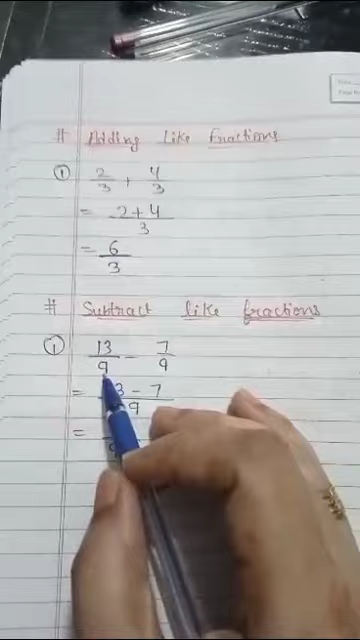 # Adding Like Fractions
① 2/3 + 4/3
= 2+4/3
= 6/3
# Subtract like fractions
① 13/9 - 7/9
= 3 - 7/9
=